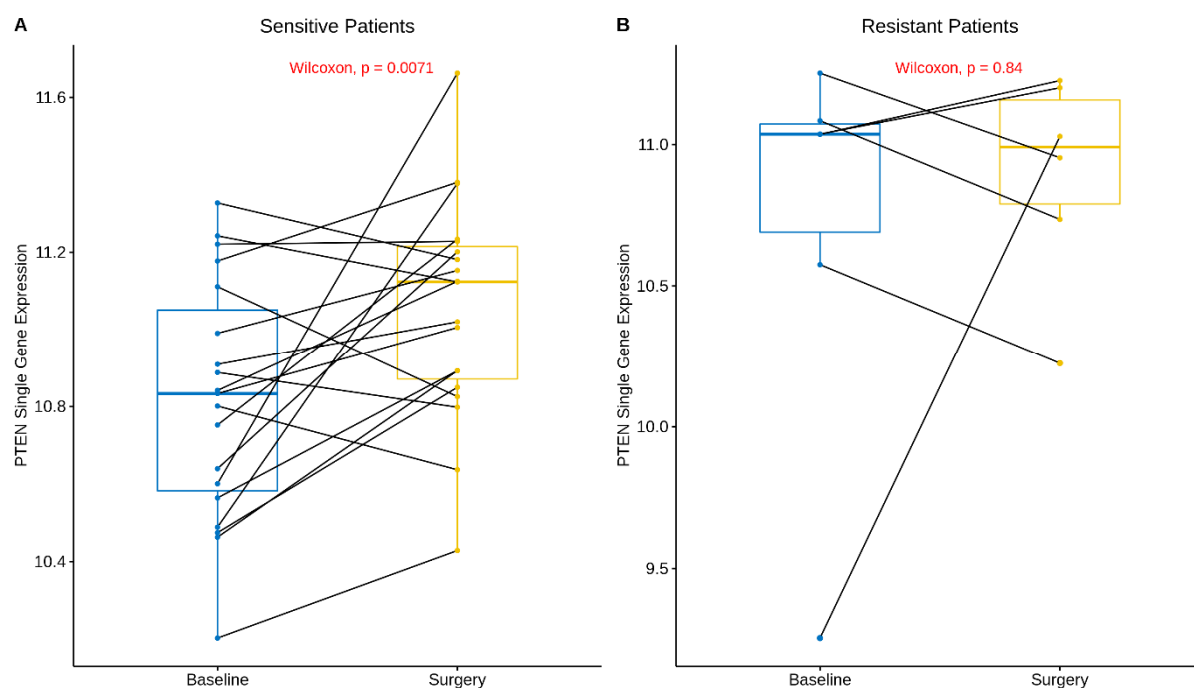 A
Sensitive Patients
Wilcoxon, p = 0.0071
PTEN Single Gene Expression
11.6
11.2
10.8
10.4
Baseline
Surgery
B
Resistant Patients
Wilcoxon, p = 0.84
PTEN Single Gene Expression
11.0
10.5
10.0
9.5
Baseline
Surgery